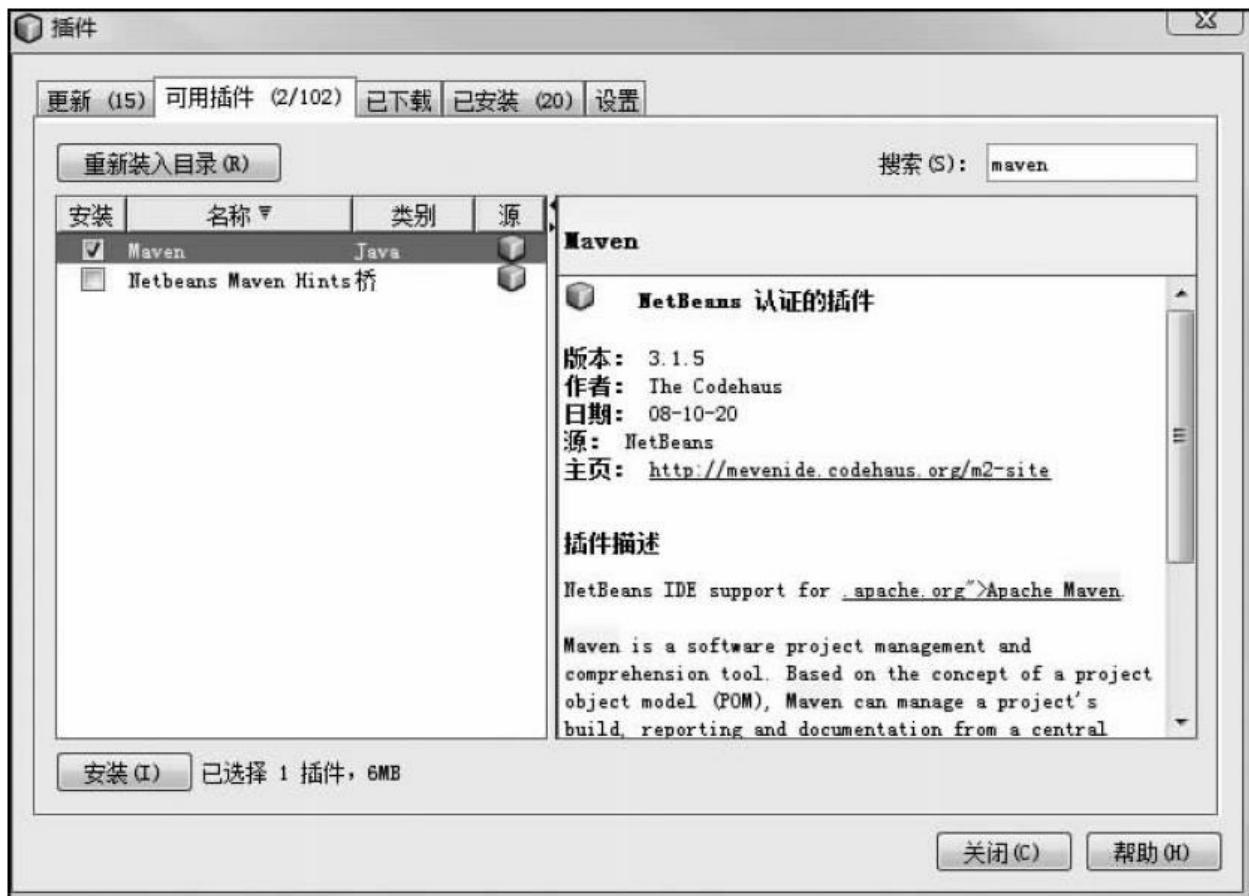 插件
更新 (15) 可用插件 (2/102) 已下载 已安装 (20) 设置
重新装入目录(R) 搜索(S): maven
安装 名称 类别 源
Maven Java
Netbeans Maven Hints 桥
Maven
NetBeans 认证的插件
版本: 3.1.5
作者: The Codehaus
日期: 08-10-20
源: NetBeans
主页: http://mevenide.codehaus.org/m2-site
插件描述
NetBeans IDE support for .apache.org">Apache Maven.
Maven is a software project management and
comprehension tool. Based on the concept of a project
object model (POM), Maven can manage a project's
build, reporting and documentation from a central
安装(I) 已选择 1 插件，6MB
关闭(C) 帮助(H)